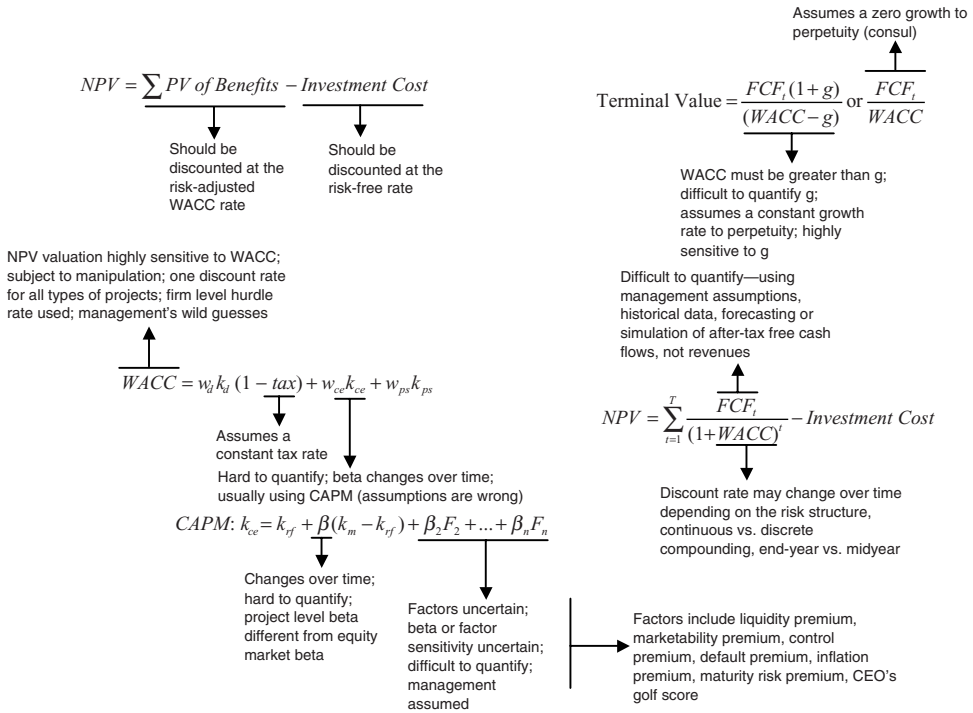 Assumes a zero growth to
perpetuity (consul)
NPV = ∑ PV of Benefits − Investment Cost
Should be
discounted at the
risk-adjusted
WACC rate
Should be
discounted at the
risk-free rate
Terminal Value = FCF_t (1 + g) / (WACC − g) or FCF_t / WACC
WACC must be greater than g;
difficult to quantify g;
assumes a constant growth
rate to perpetuity; highly
sensitive to g
NPV valuation highly sensitive to WACC;
subject to manipulation; one discount rate
for all types of projects; firm level hurdle
rate used; management's wild guesses
WACC = w_d k_d (1 − tax) + w_ce k_ce + w_ps k_ps
Assumes a
constant tax rate
Hard to quantify; beta changes over time;
usually using CAPM (assumptions are wrong)
CAPM: k_ce = k_rf + β(k_m − k_rf) + β_2 F_2 + ... + β_n F_n
Changes over time;
hard to quantify;
project level beta
different from equity
market beta
Factors uncertain;
beta or factor
sensitivity uncertain;
difficult to quantify;
management
assumed
Factors include liquidity premium,
marketability premium, control
premium, default premium, inflation
premium, maturity risk premium, CEO's
golf score
Difficult to quantify—using
management assumptions,
historical data, forecasting or
simulation of after-tax free cash
flows, not revenues
NPV = ∑_{t=1}^{T} FCF_t / (1+WACC)^t − Investment Cost
Discount rate may change over time
depending on the risk structure,
continuous vs. discrete
compounding, end-year vs. midyear